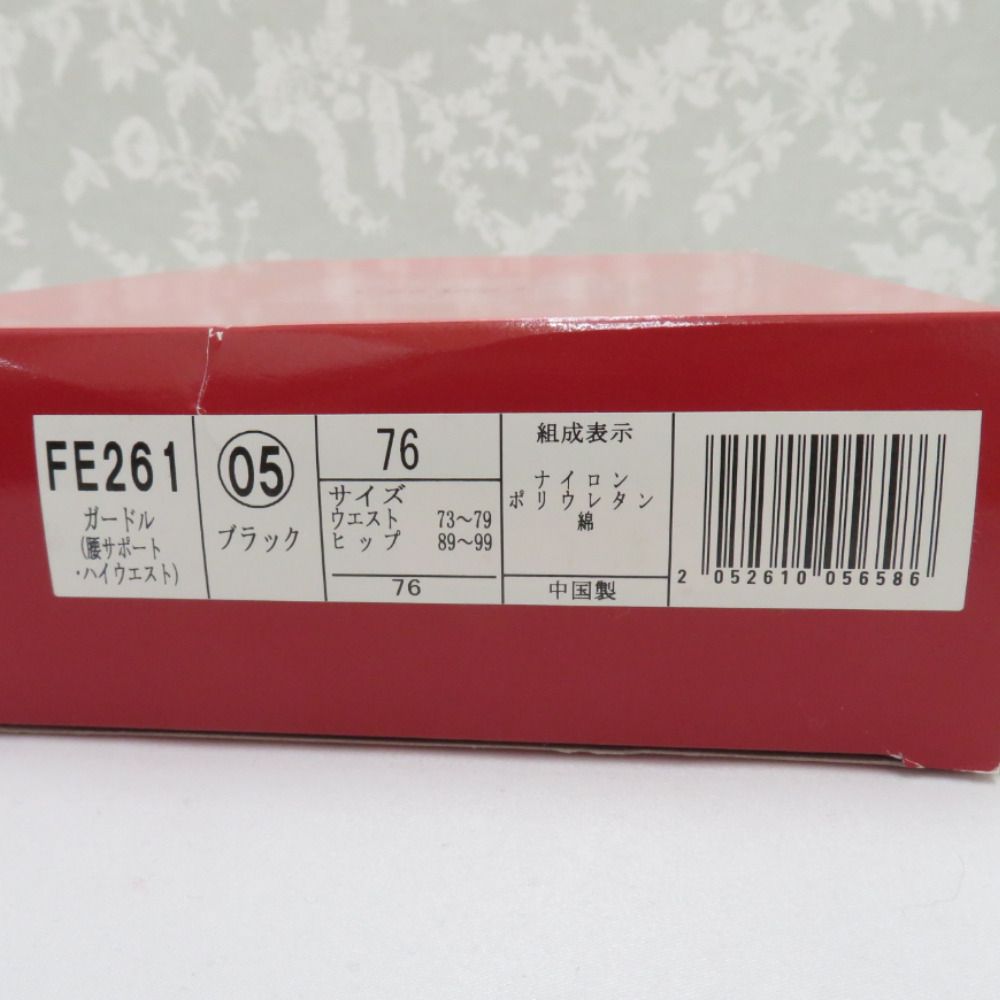 FE261
ガードル
(腰サポート
・ハイウエスト)
05
ブラック
76
サイズ
ウエスト 73～79
ヒップ 89～99
76
組成表示
ナイロン
ポリウレタン
綿
中国製
2 052610 056586